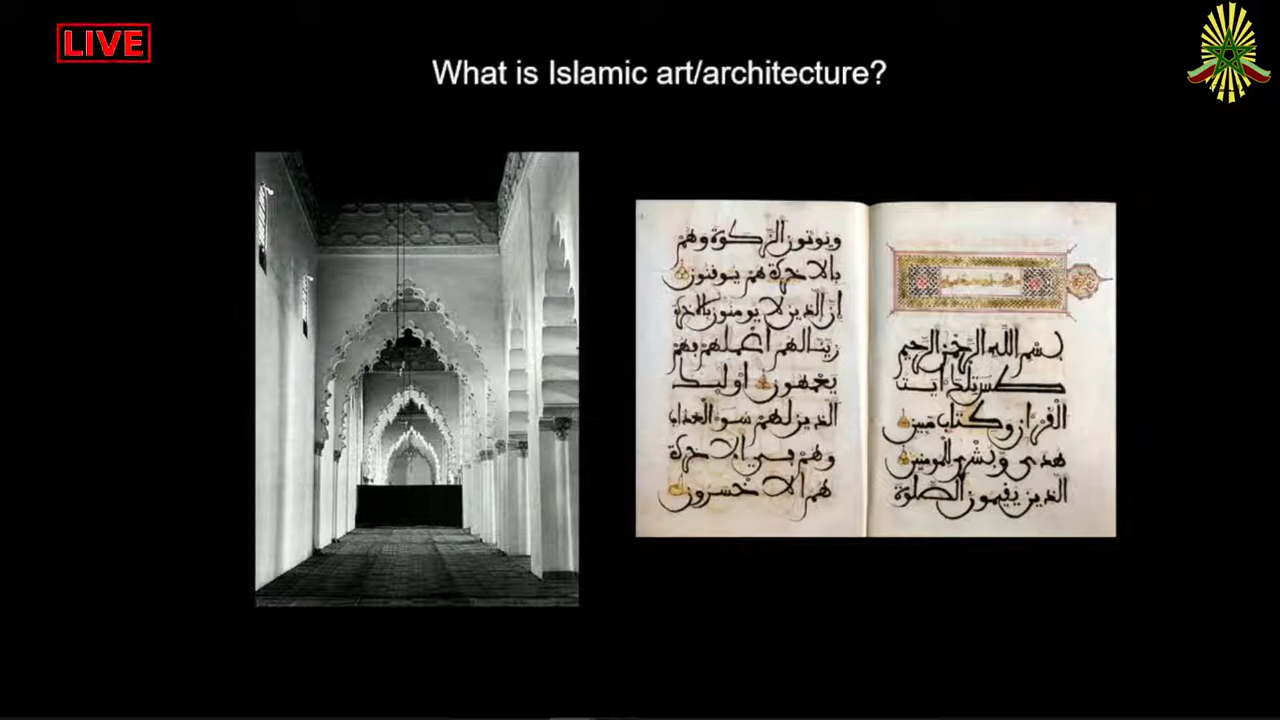 LIVE
What is Islamic art/architecture?
بسم الله الرحمن الرحيم
طس تلك ءايت
القرءان وكتاب مبين
هدى وبشرى للمومنين
الذين يقيمون الصلوة
ويوتون الزكوة وهم
بالاخرة هم يوقنون
ان الذين لا يومنون بالاخرة
زينا لهم اعملهم فهم
يعمهون اوليك
الذين لهم سوء العذاب
وهم في الاخرة
هم الاخسرون